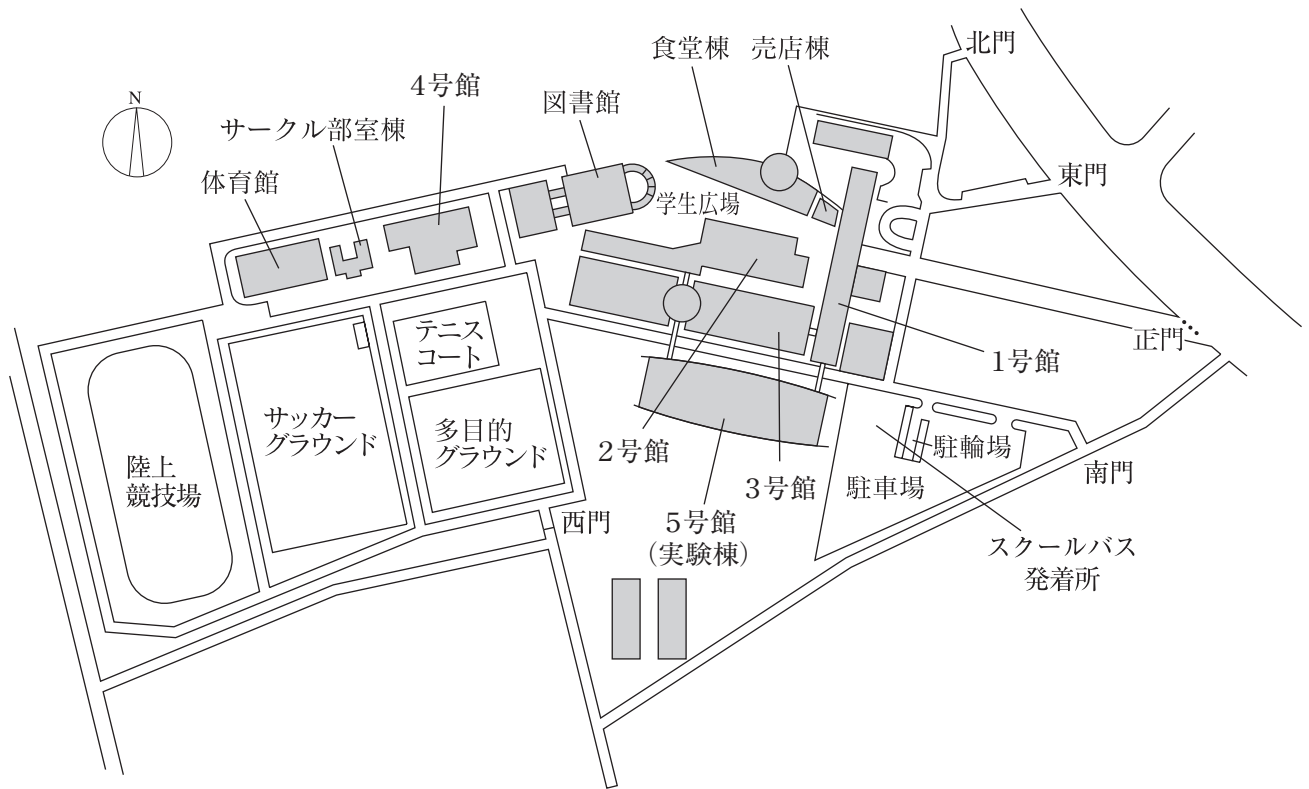 北門
食堂棟 売店棟
4号館
図書館
N
サークル部室棟
体育館
東門
学生広場
正門
テニス
コート
1号館
サッカー
グラウンド
多目的
グラウンド
2号館
駐輪場
陸上
競技場
3号館
駐車場
南門
西門
5号館
(実験棟)
スクールバス
発着所